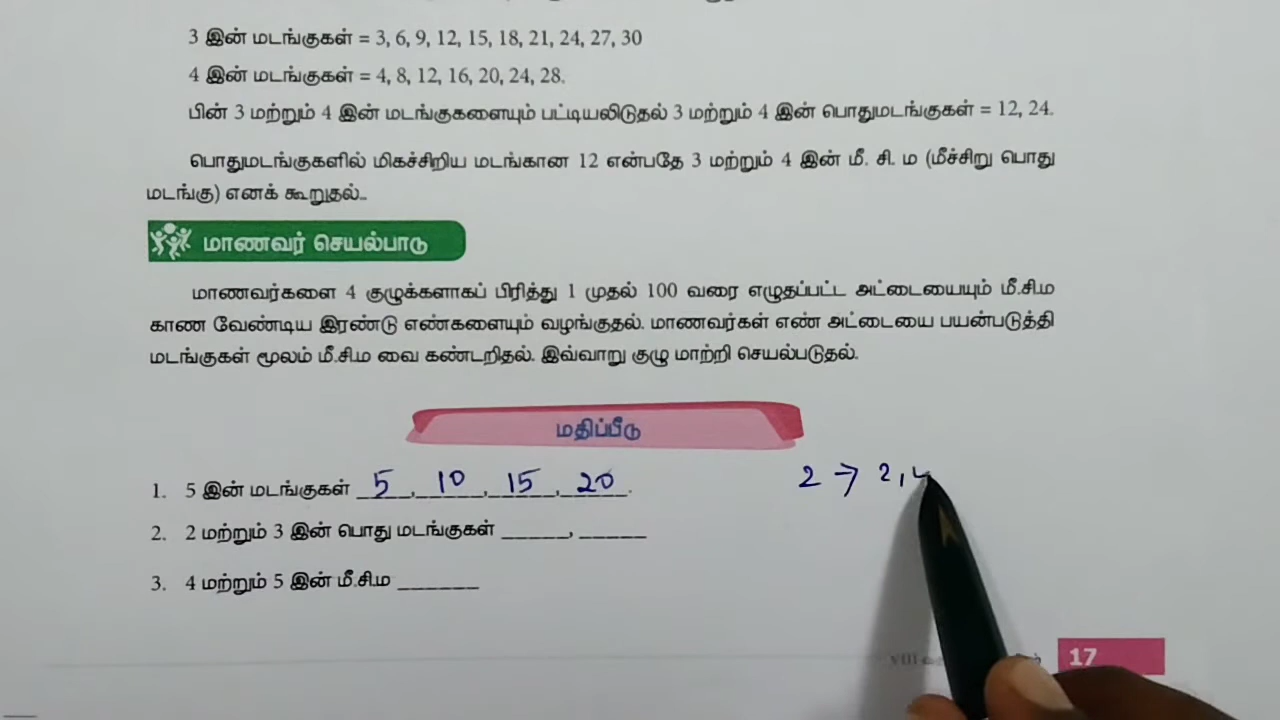 3 இன் மடங்குகள் = 3, 6, 9, 12, 15, 18, 21, 24, 27, 30
4 இன் மடங்குகள் = 4, 8, 12, 16, 20, 24, 28.
பின் 3 மற்றும் 4 இன் மடங்குகளையும் பட்டியலிடுதல் 3 மற்றும் 4 இன் பொதுமடங்குகள் = 12, 24.
பொதுமடங்குகளில் மிகச்சிறிய மடங்கான 12 என்பதே 3 மற்றும் 4 இன் மீ. சி. ம (மீச்சிறு பொது
மடங்கு) எனக் கூறுதல்..
மாணவர் செயல்பாடு
மாணவர்களை 4 குழுக்களாகப் பிரித்து 1 முதல் 100 வரை எழுதப்பட்ட அட்டையையும் மீ.சி.ம
காண வேண்டிய இரண்டு எண்களையும் வழங்குதல். மாணவர்கள் எண் அட்டையை பயன்படுத்தி
மடங்குகள் மூலம் மீ.சி.ம வை கண்டறிதல். இவ்வாறு குழு மாற்றி செயல்படுதல்.
மதிப்பீடு
1. 5 இன் மடங்குகள் 5, 10, 15, 20.
2 → 2, 4
2. 2 மற்றும் 3 இன் பொது மடங்குகள் _____, _____
3. 4 மற்றும் 5 இன் மீ.சி.ம ______
VIII
17